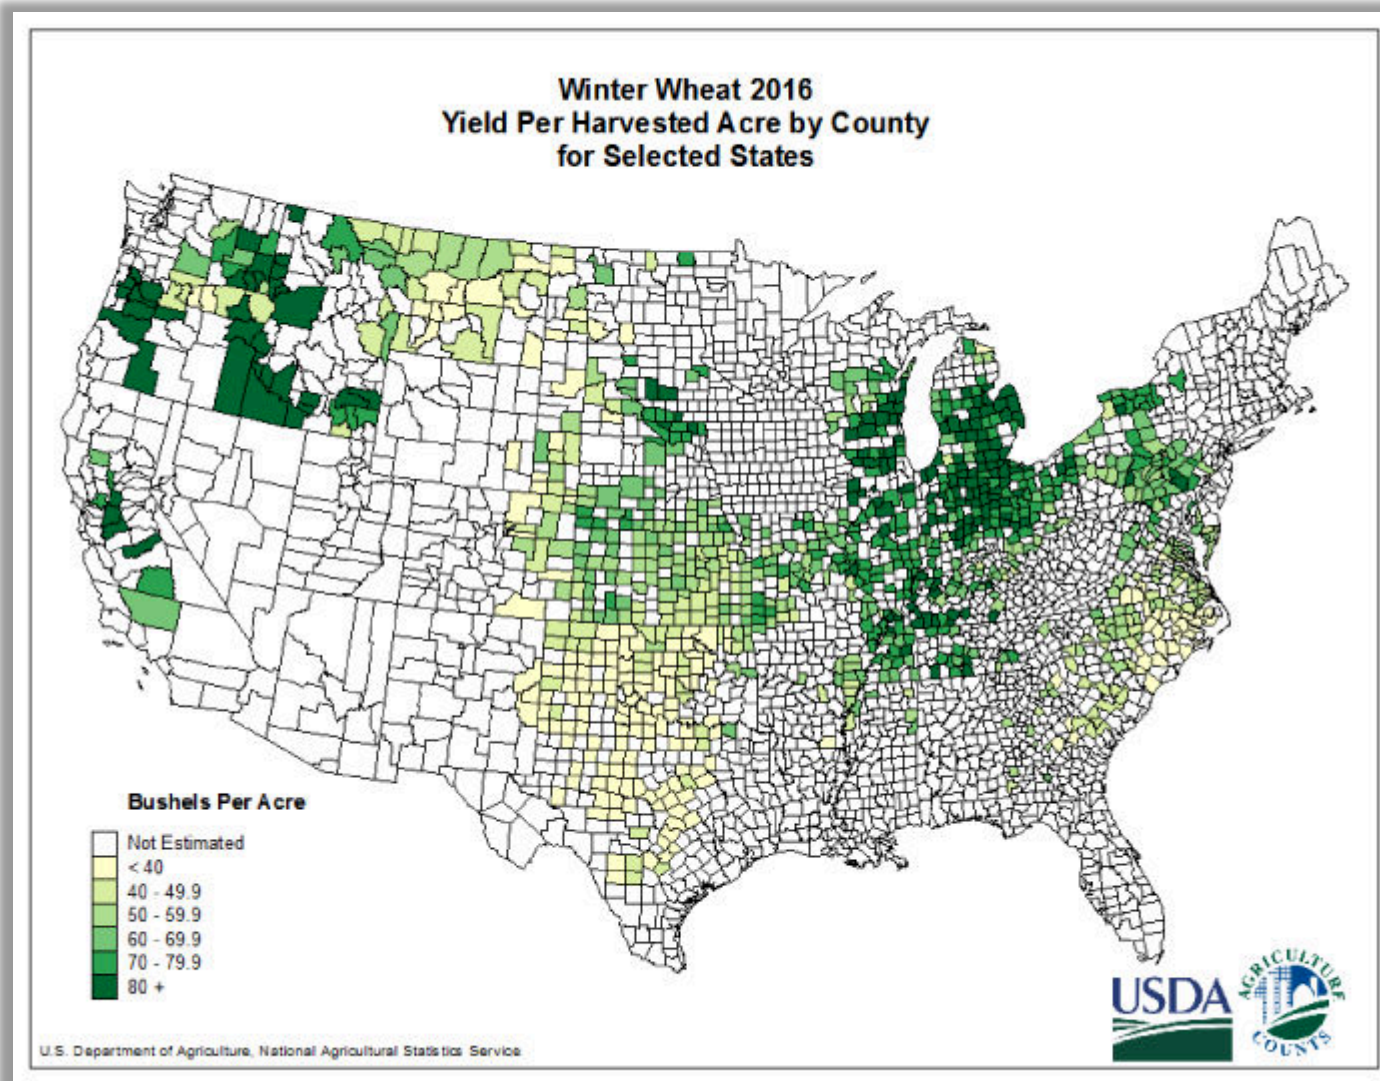 Winter Wheat 2016
Yield Per Harvested Acre by County
for Selected States
Bushels Per Acre
Not Estimated
< 40
40 - 49.9
50 - 59.9
60 - 69.9
70 - 79.9
80 +
USDA
AGRICULTURE
COUNTS
U.S. Department of Agriculture, National Agricultural Statistics Service